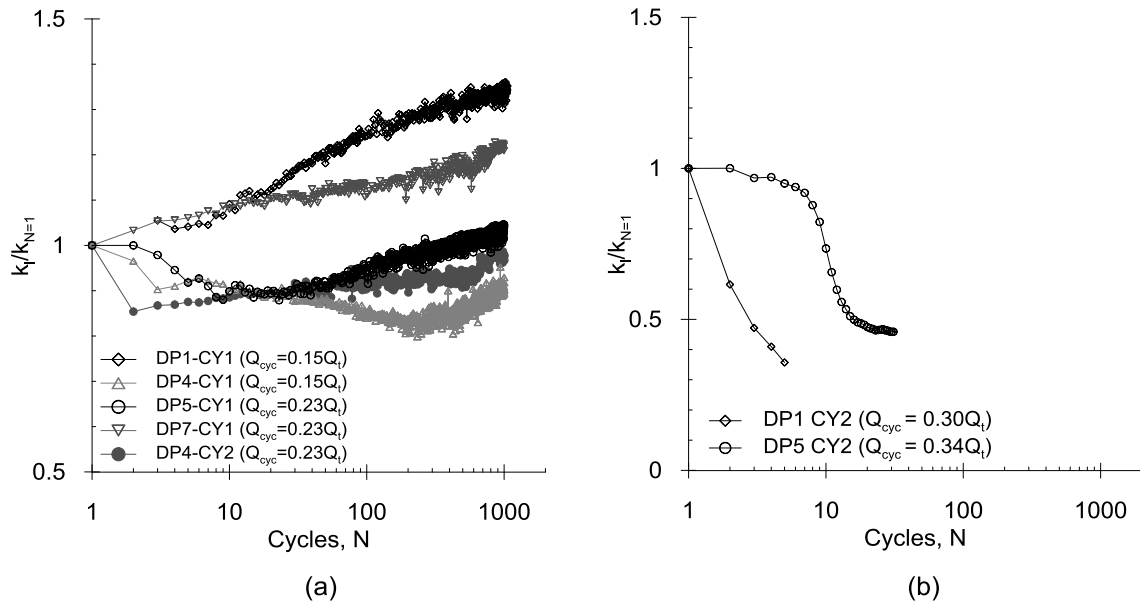 1.5
1
0.5
k_l/k_N=1
DP1-CY1 (Q_cyc=0.15Q_t)
DP4-CY1 (Q_cyc=0.15Q_t)
DP5-CY1 (Q_cyc=0.23Q_t)
DP7-CY1 (Q_cyc=0.23Q_t)
DP4-CY2 (Q_cyc=0.23Q_t)
1 10 100 1000
Cycles, N
(a)
1.5
1
0.5
0
k_l/k_N=1
DP1 CY2 (Q_cyc = 0.30Q_t)
DP5 CY2 (Q_cyc = 0.34Q_t)
1 10 100 1000
Cycles, N
(b)